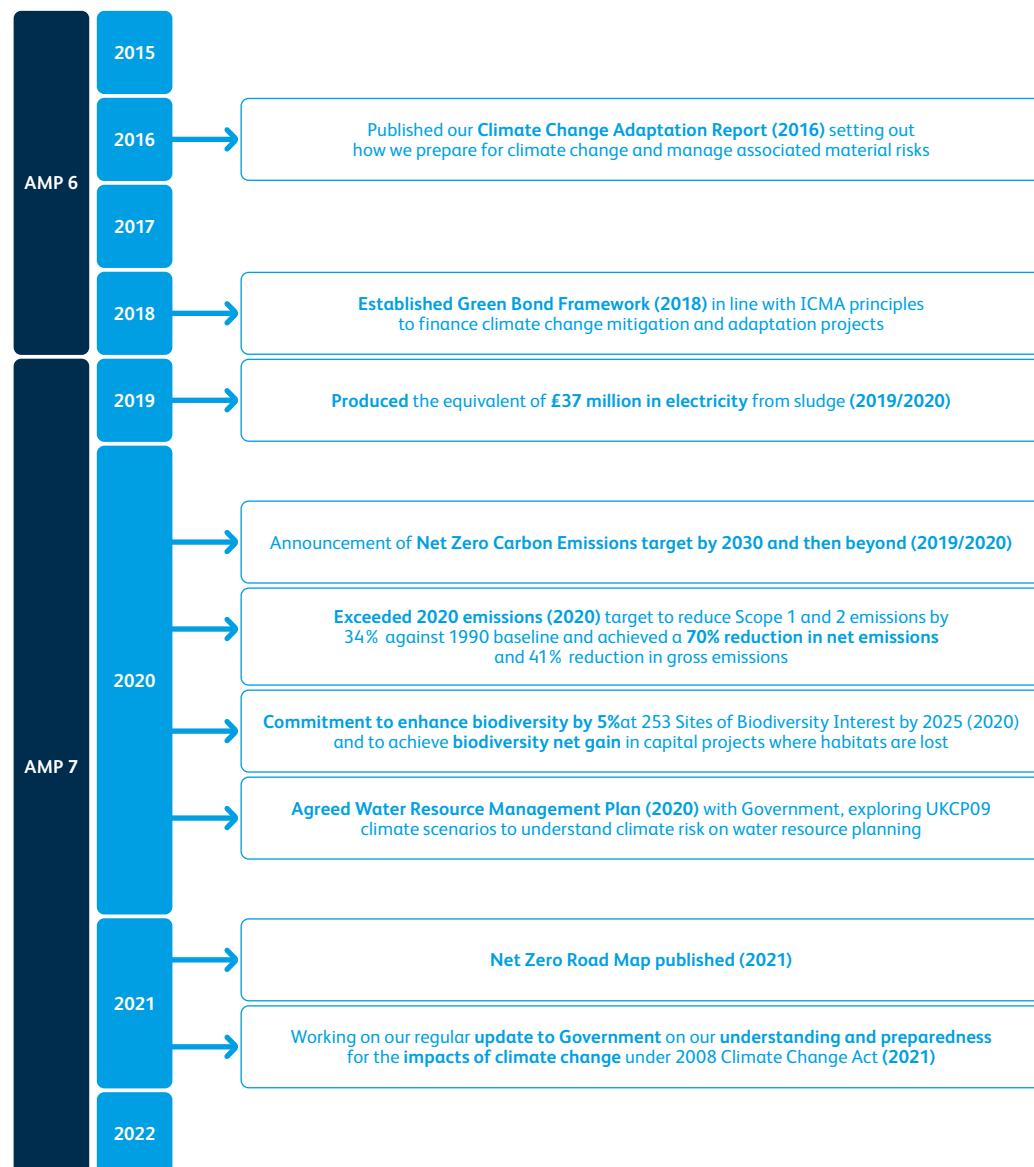 AMP 6
2015
2016
Published our Climate Change Adaptation Report (2016) setting out
how we prepare for climate change and manage associated material risks
2017
2018
Established Green Bond Framework (2018) in line with ICMA principles
to finance climate change mitigation and adaptation projects
AMP 7
2019
Produced the equivalent of £37 million in electricity from sludge (2019/2020)
2020
Announcement of Net Zero Carbon Emissions target by 2030 and then beyond (2019/2020)
Exceeded 2020 emissions (2020) target to reduce Scope 1 and 2 emissions by
34% against 1990 baseline and achieved a 70% reduction in net emissions
and 41% reduction in gross emissions
Commitment to enhance biodiversity by 5%at 253 Sites of Biodiversity Interest by 2025 (2020)
and to achieve biodiversity net gain in capital projects where habitats are lost
Agreed Water Resource Management Plan (2020) with Government, exploring UKCP09
climate scenarios to understand climate risk on water resource planning
2021
Net Zero Road Map published (2021)
Working on our regular update to Government on our understanding and preparedness
for the impacts of climate change under 2008 Climate Change Act (2021)
2022